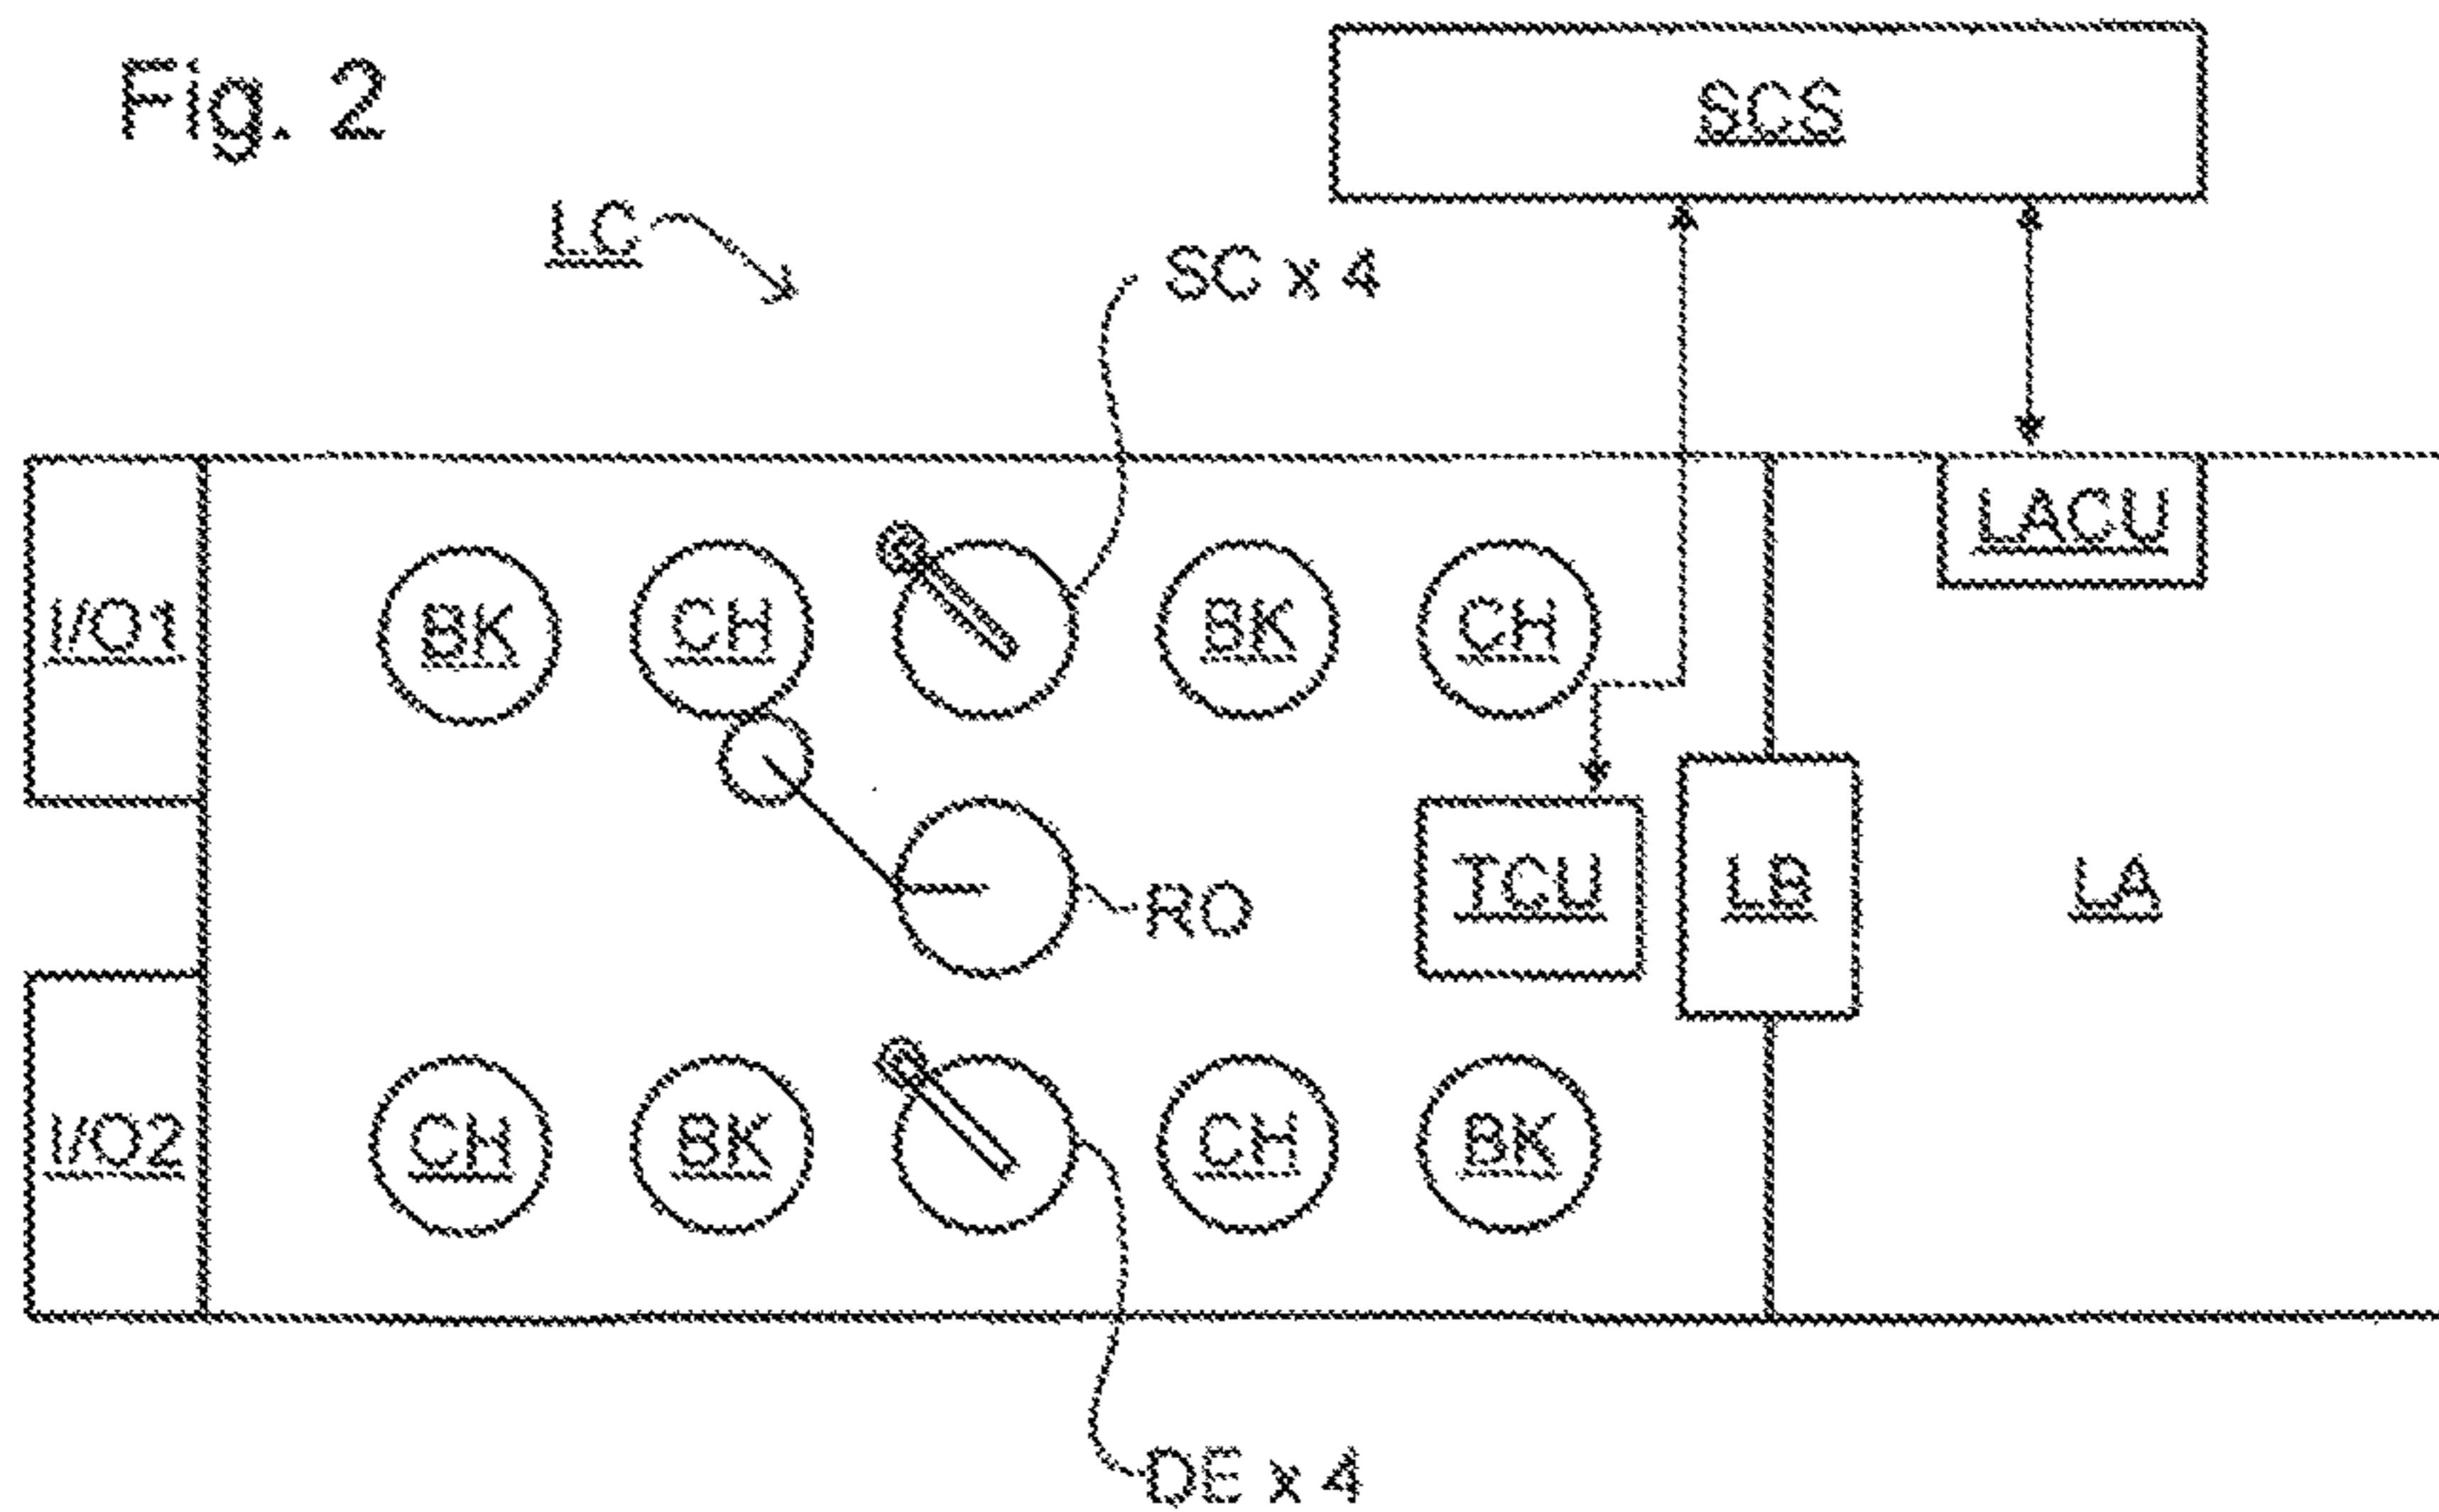 Fig. 2
SCS
LC
SC x 4
LACU
I/O1
BK
CH
BK
CH
RO
TCU
LB
LA
I/O2
CH
BK
CH
BK
DE x 4